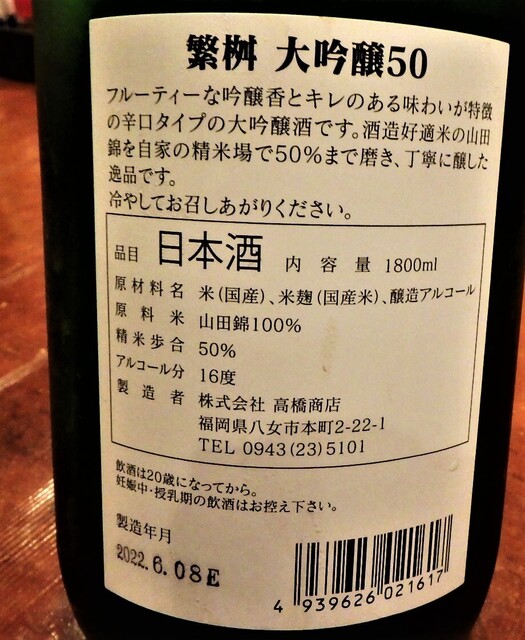 繁桝 大吟醸50
フルーティーな吟醸香とキレのある味わいが特徴
の辛口タイプの大吟醸酒です。酒造好適米の山田
錦を自家の精米場で50%まで磨き、丁寧に醸した
逸品です。
冷やしてお召しあがりください。
品目 日本酒 内容量 1800ml
原材料名 米(国産)、米麹(国産米)、醸造アルコール
原料米 山田錦100%
精米歩合 50%
アルコール分 16度
製造者 株式会社 高橋商店
福岡県八女市本町2-22-1
TEL 0943(23)5101
飲酒は20歳になってから。
妊娠中・授乳期の飲酒はお控え下さい。
製造年月
2022.6.08E
4 939626 021617